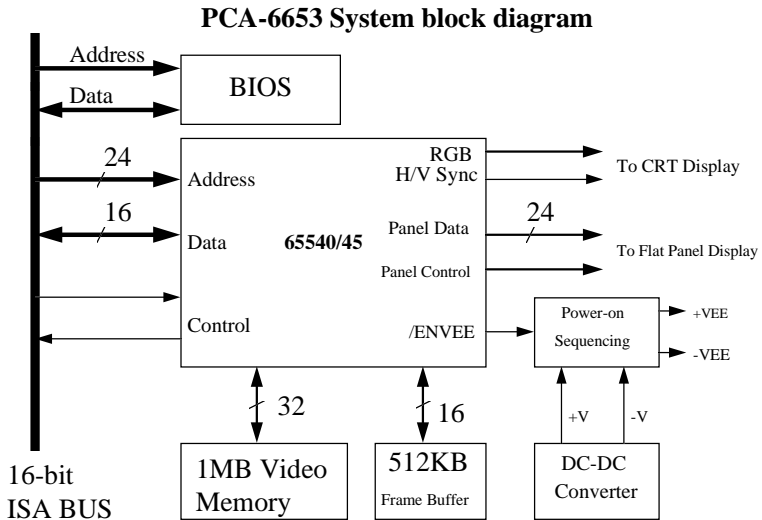 PCA-6653 System block diagram
Address
Data
BIOS
24
Address
16
Data
Control
65540/45
RGB
H/V Sync
Panel Data
Panel Control
/ENVEE
24
To CRT Display
To Flat Panel Display
Power-on
Sequencing
+VEE
-VEE
32
16
+V
-V
1MB Video
Memory
512KB
Frame Buffer
DC-DC
Converter
16-bit
ISA BUS